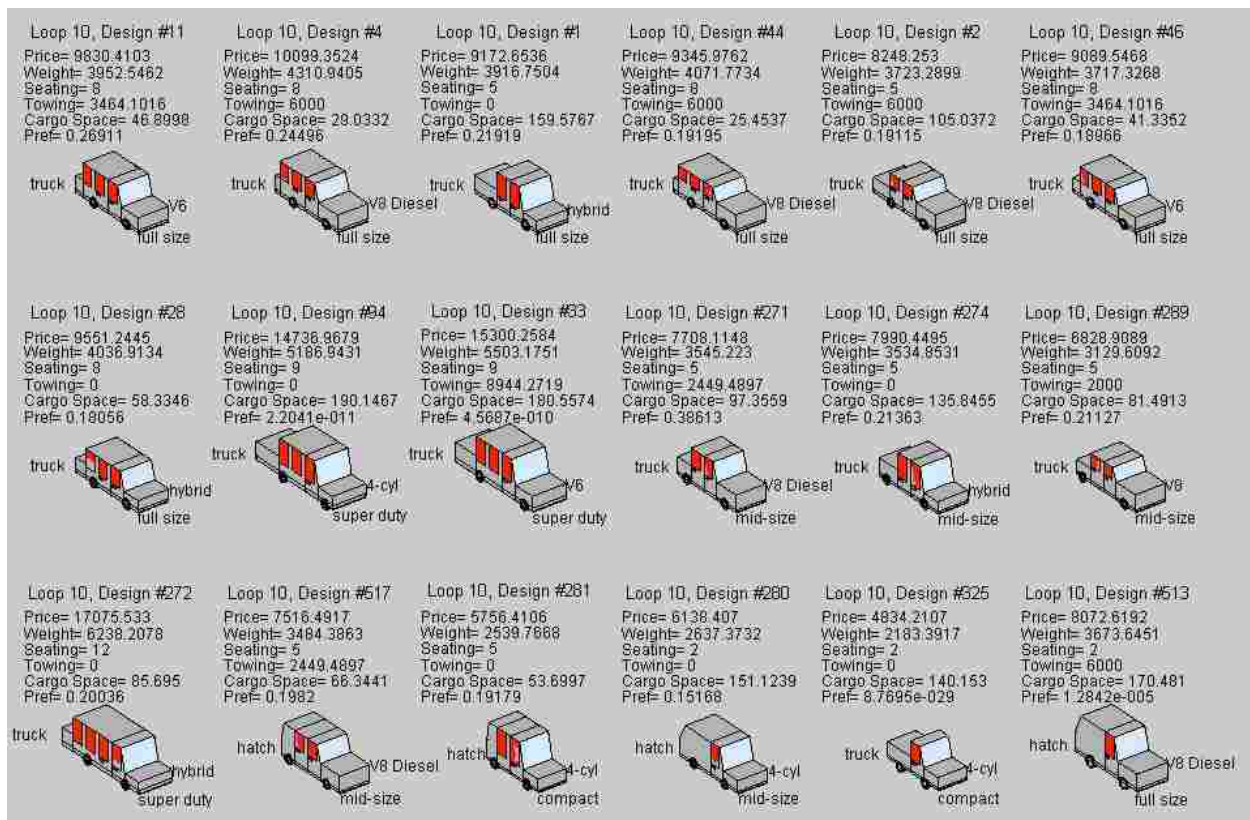 Loop 10, Design #11
Price= 9830.4103
Weight= 3952.5462
Seating= 8
Towing= 3464.1016
Cargo Space= 46.8998
Pref= 0.26911
truck
V6
full size
Loop 10, Design #4
Price= 10099.3524
Weight= 4310.9405
Seating= 8
Towing= 6000
Cargo Space= 29.0332
Pref= 0.24496
truck
V8 Diesel
full size
Loop 10, Design #1
Price= 9172.6536
Weight= 3916.7504
Seating= 5
Towing= 0
Cargo Space= 159.5767
Pref= 0.21919
truck
hybrid
full size
Loop 10, Design #44
Price= 9345.9762
Weight= 4071.7734
Seating= 8
Towing= 6000
Cargo Space= 25.4537
Pref= 0.19195
truck
V8 Diesel
full size
Loop 10, Design #2
Price= 8248.253
Weight= 3723.2899
Seating= 5
Towing= 6000
Cargo Space= 105.0372
Pref= 0.19115
truck
V8 Diesel
full size
Loop 10, Design #46
Price= 9089.5468
Weight= 3717.3268
Seating= 8
Towing= 3464.1016
Cargo Space= 41.3352
Pref= 0.18966
truck
V6
full size
Loop 10, Design #28
Price= 9551.2445
Weight= 4036.9134
Seating= 8
Towing= 0
Cargo Space= 58.3346
Pref= 0.18056
truck
hybrid
full size
Loop 10, Design #94
Price= 14736.9679
Weight= 5186.9431
Seating= 9
Towing= 0
Cargo Space= 190.1467
Pref= 2.2041e-011
truck
4-cyl
super duty
Loop 10, Design #93
Price= 15300.2584
Weight= 5503.1751
Seating= 9
Towing= 8944.2719
Cargo Space= 180.5574
Pref= 4.5687e-010
truck
V6
super duty
Loop 10, Design #271
Price= 7708.1148
Weight= 3545.223
Seating= 5
Towing= 2449.4897
Cargo Space= 97.3559
Pref= 0.38613
truck
V8 Diesel
mid-size
Loop 10, Design #274
Price= 7990.4495
Weight= 3534.8531
Seating= 5
Towing= 0
Cargo Space= 135.8455
Pref= 0.21363
truck
hybrid
mid-size
Loop 10, Design #289
Price= 6828.9089
Weight= 3129.6092
Seating= 5
Towing= 2000
Cargo Space= 81.4913
Pref= 0.21127
truck
V8
mid-size
Loop 10, Design #272
Price= 17075.533
Weight= 6238.2078
Seating= 12
Towing= 0
Cargo Space= 85.695
Pref= 0.20036
truck
hybrid
super duty
Loop 10, Design #517
Price= 7516.4917
Weight= 3484.3863
Seating= 5
Towing= 2449.4897
Cargo Space= 66.3441
Pref= 0.1982
hatch
V8 Diesel
mid-size
Loop 10, Design #281
Price= 5756.4106
Weight= 2539.7668
Seating= 5
Towing= 0
Cargo Space= 53.6997
Pref= 0.19179
hatch
4-cyl
compact
Loop 10, Design #280
Price= 6138.407
Weight= 2637.3732
Seating= 2
Towing= 0
Cargo Space= 151.1239
Pref= 0.15168
hatch
4-cyl
mid-size
Loop 10, Design #325
Price= 4834.2107
Weight= 2183.3917
Seating= 2
Towing= 0
Cargo Space= 140.153
Pref= 8.7695e-029
truck
4-cyl
compact
Loop 10, Design #513
Price= 8072.6192
Weight= 3673.6451
Seating= 2
Towing= 6000
Cargo Space= 170.481
Pref= 1.2842e-005
hatch
V8 Diesel
full size